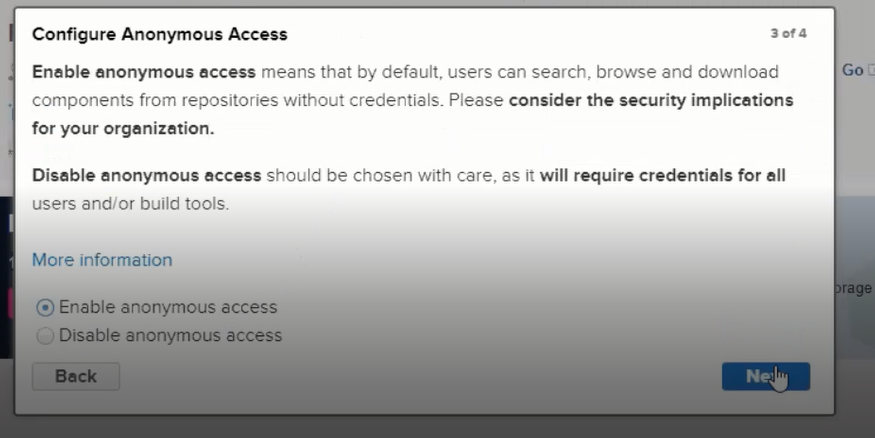 Configure Anonymous Access
3 of 4
Enable anonymous access means that by default, users can search, browse and download
components from repositories without credentials. Please consider the security implications
for your organization.
Disable anonymous access should be chosen with care, as it will require credentials for all
users and/or build tools.
More information
Enable anonymous access
Disable anonymous access
Back
Go